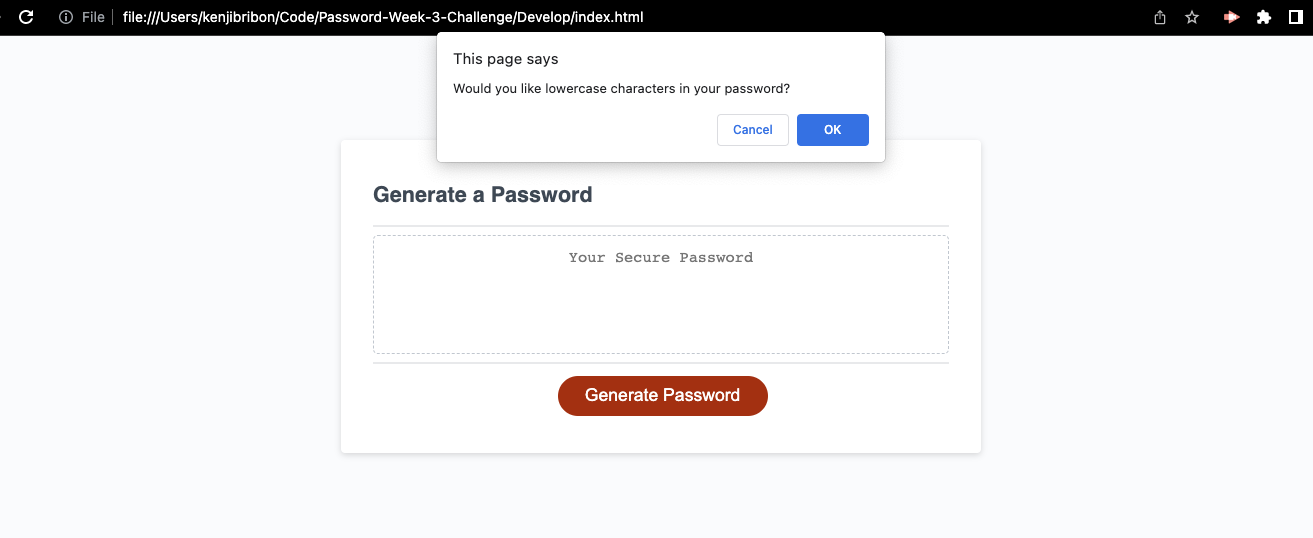 File file:///Users/kenjibribon/Code/Password-Week-3-Challenge/Develop/index.html
This page says
Would you like lowercase characters in your password?
Cancel OK
Generate a Password
Your Secure Password
Generate Password